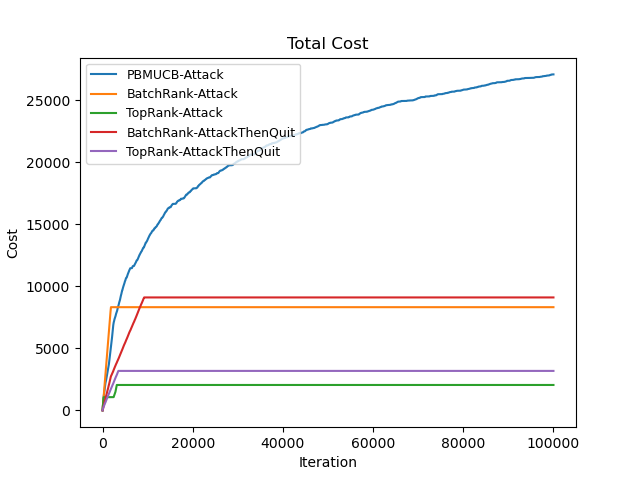 Total Cost
PBMUCB-Attack
BatchRank-Attack
TopRank-Attack
BatchRank-AttackThenQuit
TopRank-AttackThenQuit
Cost
25000
20000
15000
10000
5000
0
0 20000 40000 60000 80000 100000
Iteration